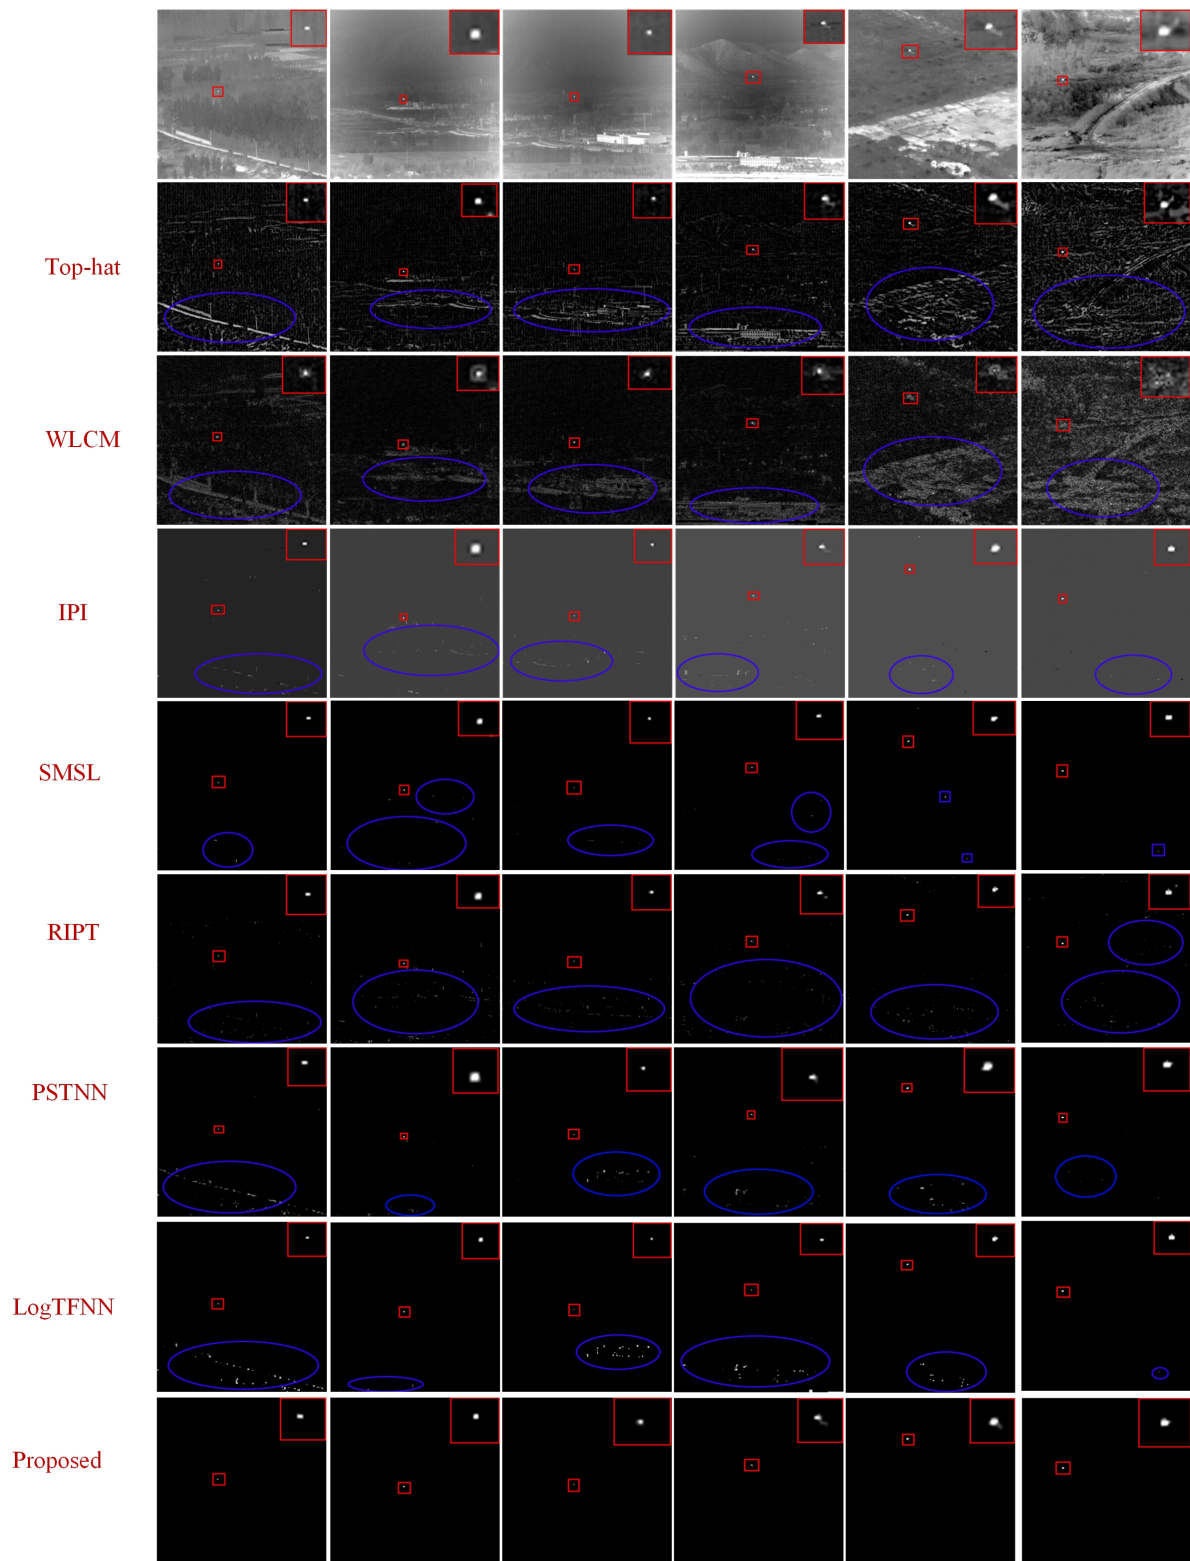 Top-hat
WLCM
IPI
SMSL
RIPT
PSTNN
LogTFNN
Proposed